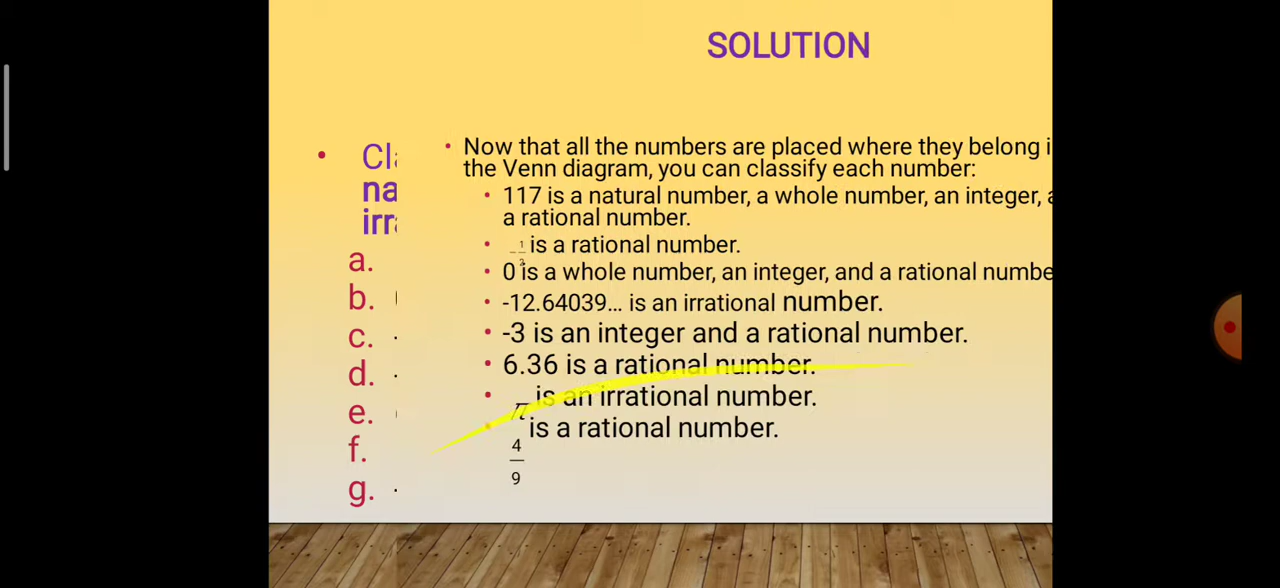 SOLUTION
• Now that all the numbers are placed where they belong i
the Venn diagram, you can classify each number:
• 117 is a natural number, a whole number, an integer, a
a rational number.
• is a rational number.
• 0 is a whole number, an integer, and a rational numbe
• -12.64039... is an irrational number.
• -3 is an integer and a rational number.
• 6.36 is a rational number.
• π is an irrational number.
• 4/9 is a rational number.
• Cla
na
irra
a.
b.
c.
d.
e.
f.
g.